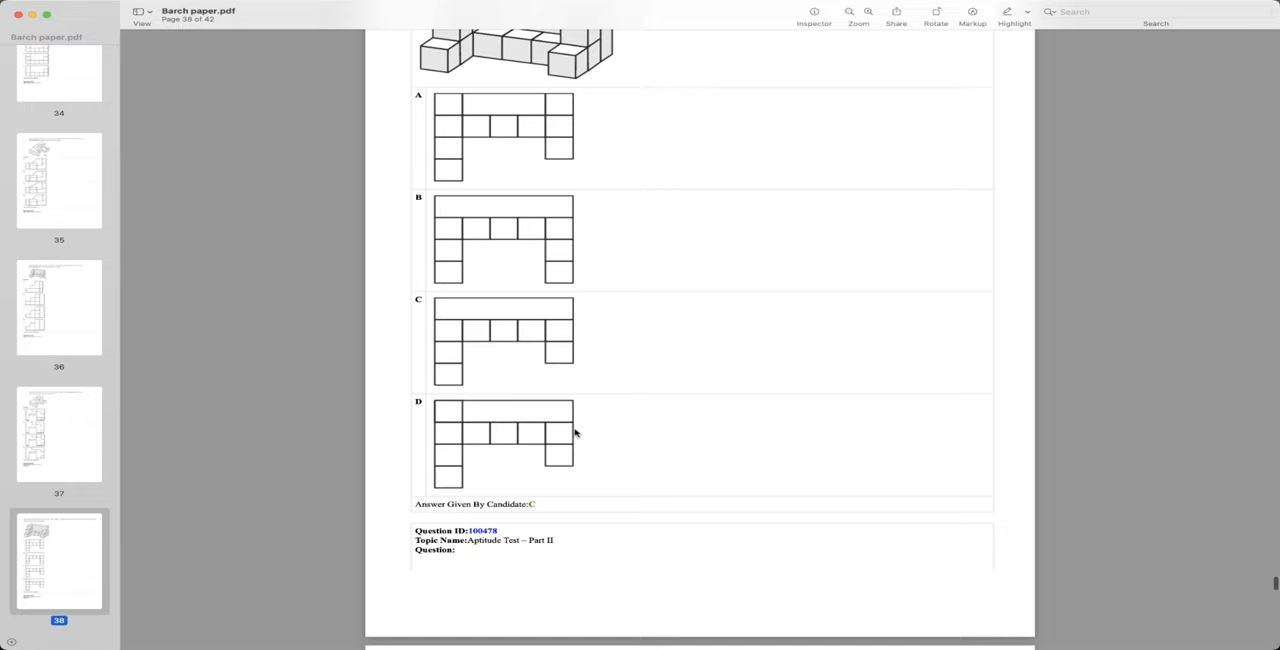 Barch paper.pdf
Page 38 of 42
View
Inspector
Zoom
Share
Rotate
Markup
Highlight
Search
Search
Barch paper.pdf
34
35
36
37
38
A
B
C
D
Answer Given By Candidate:C
Question ID:100478
Topic Name:Aptitude Test – Part II
Question: